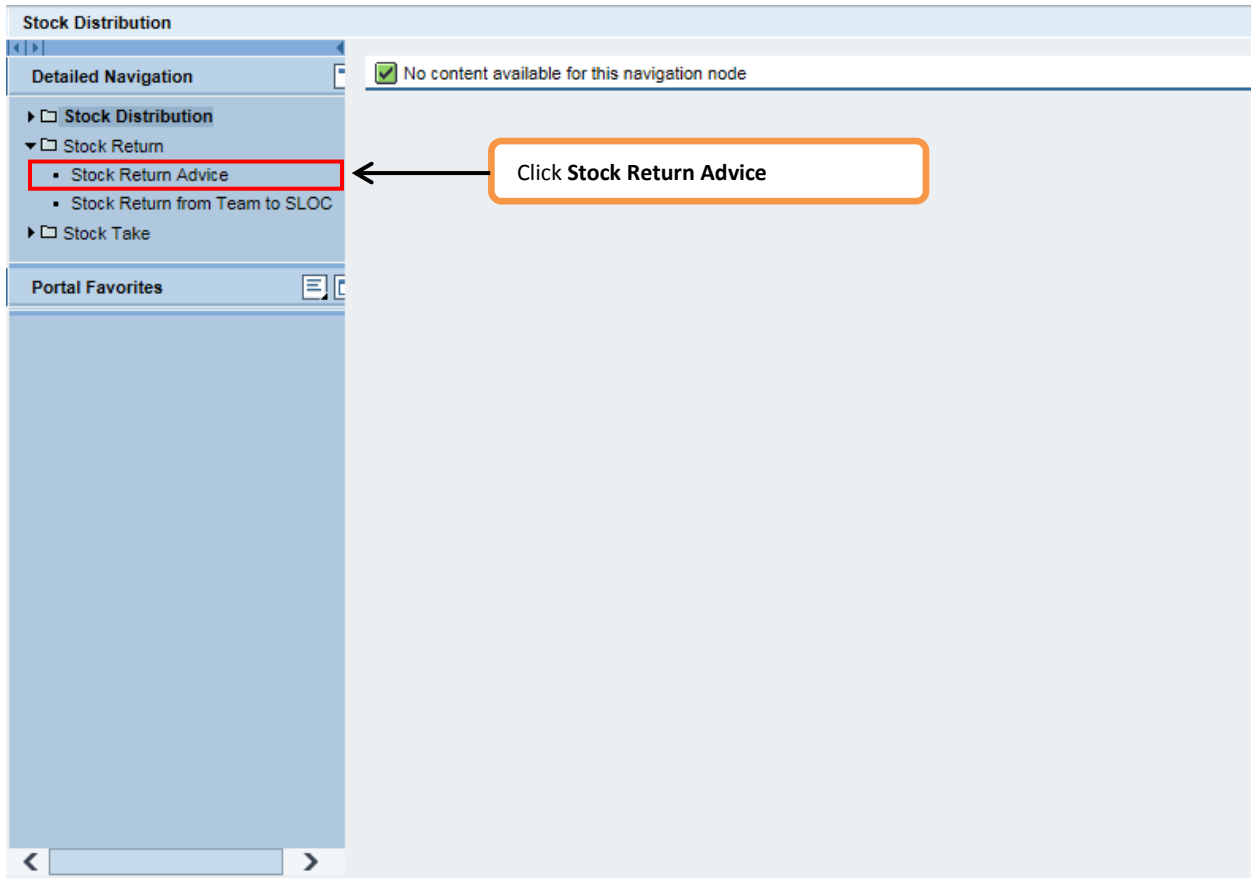 Stock Distribution
Detailed Navigation
No content available for this navigation node
Stock Distribution
Stock Return
Stock Return Advice
Click Stock Return Advice
Stock Return from Team to SLOC
Stock Take
Portal Favorites